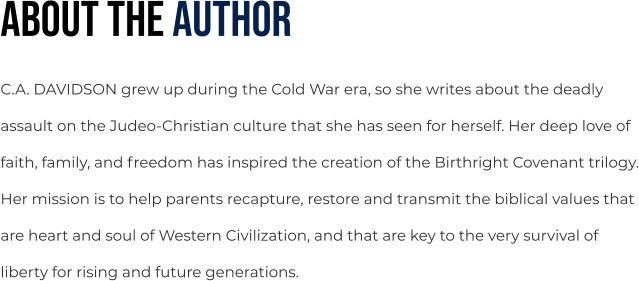 ABOUT THE AUTHOR
C.A. DAVIDSON grew up during the Cold War era, so she writes about the deadly
assault on the Judeo-Christian culture that she has seen for herself. Her deep love of
faith, family, and freedom has inspired the creation of the Birthright Covenant trilogy.
Her mission is to help parents recapture, restore and transmit the biblical values that
are heart and soul of Western Civilization, and that are key to the very survival of
liberty for rising and future generations.